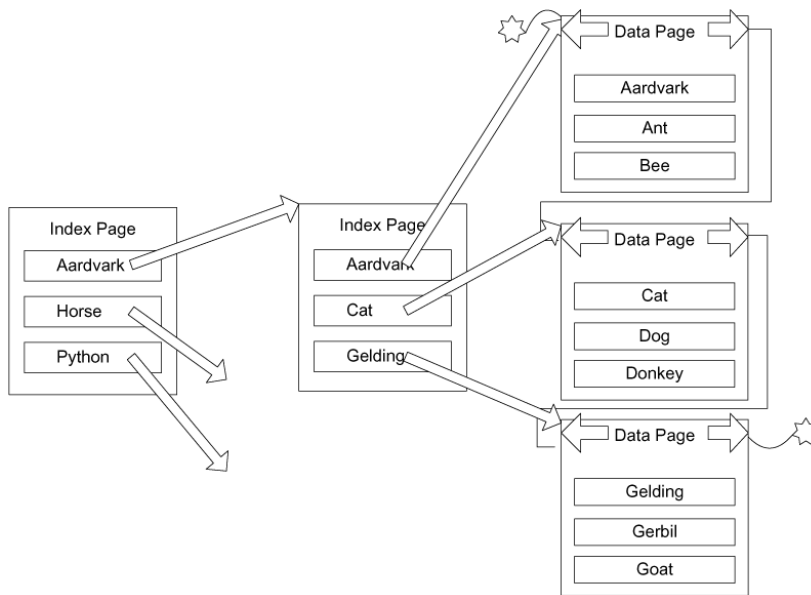 Index Page
Aardvark
Horse
Python
Index Page
Aardvark
Cat
Gelding
Data Page
Aardvark
Ant
Bee
Data Page
Cat
Dog
Donkey
Data Page
Gelding
Gerbil
Goat